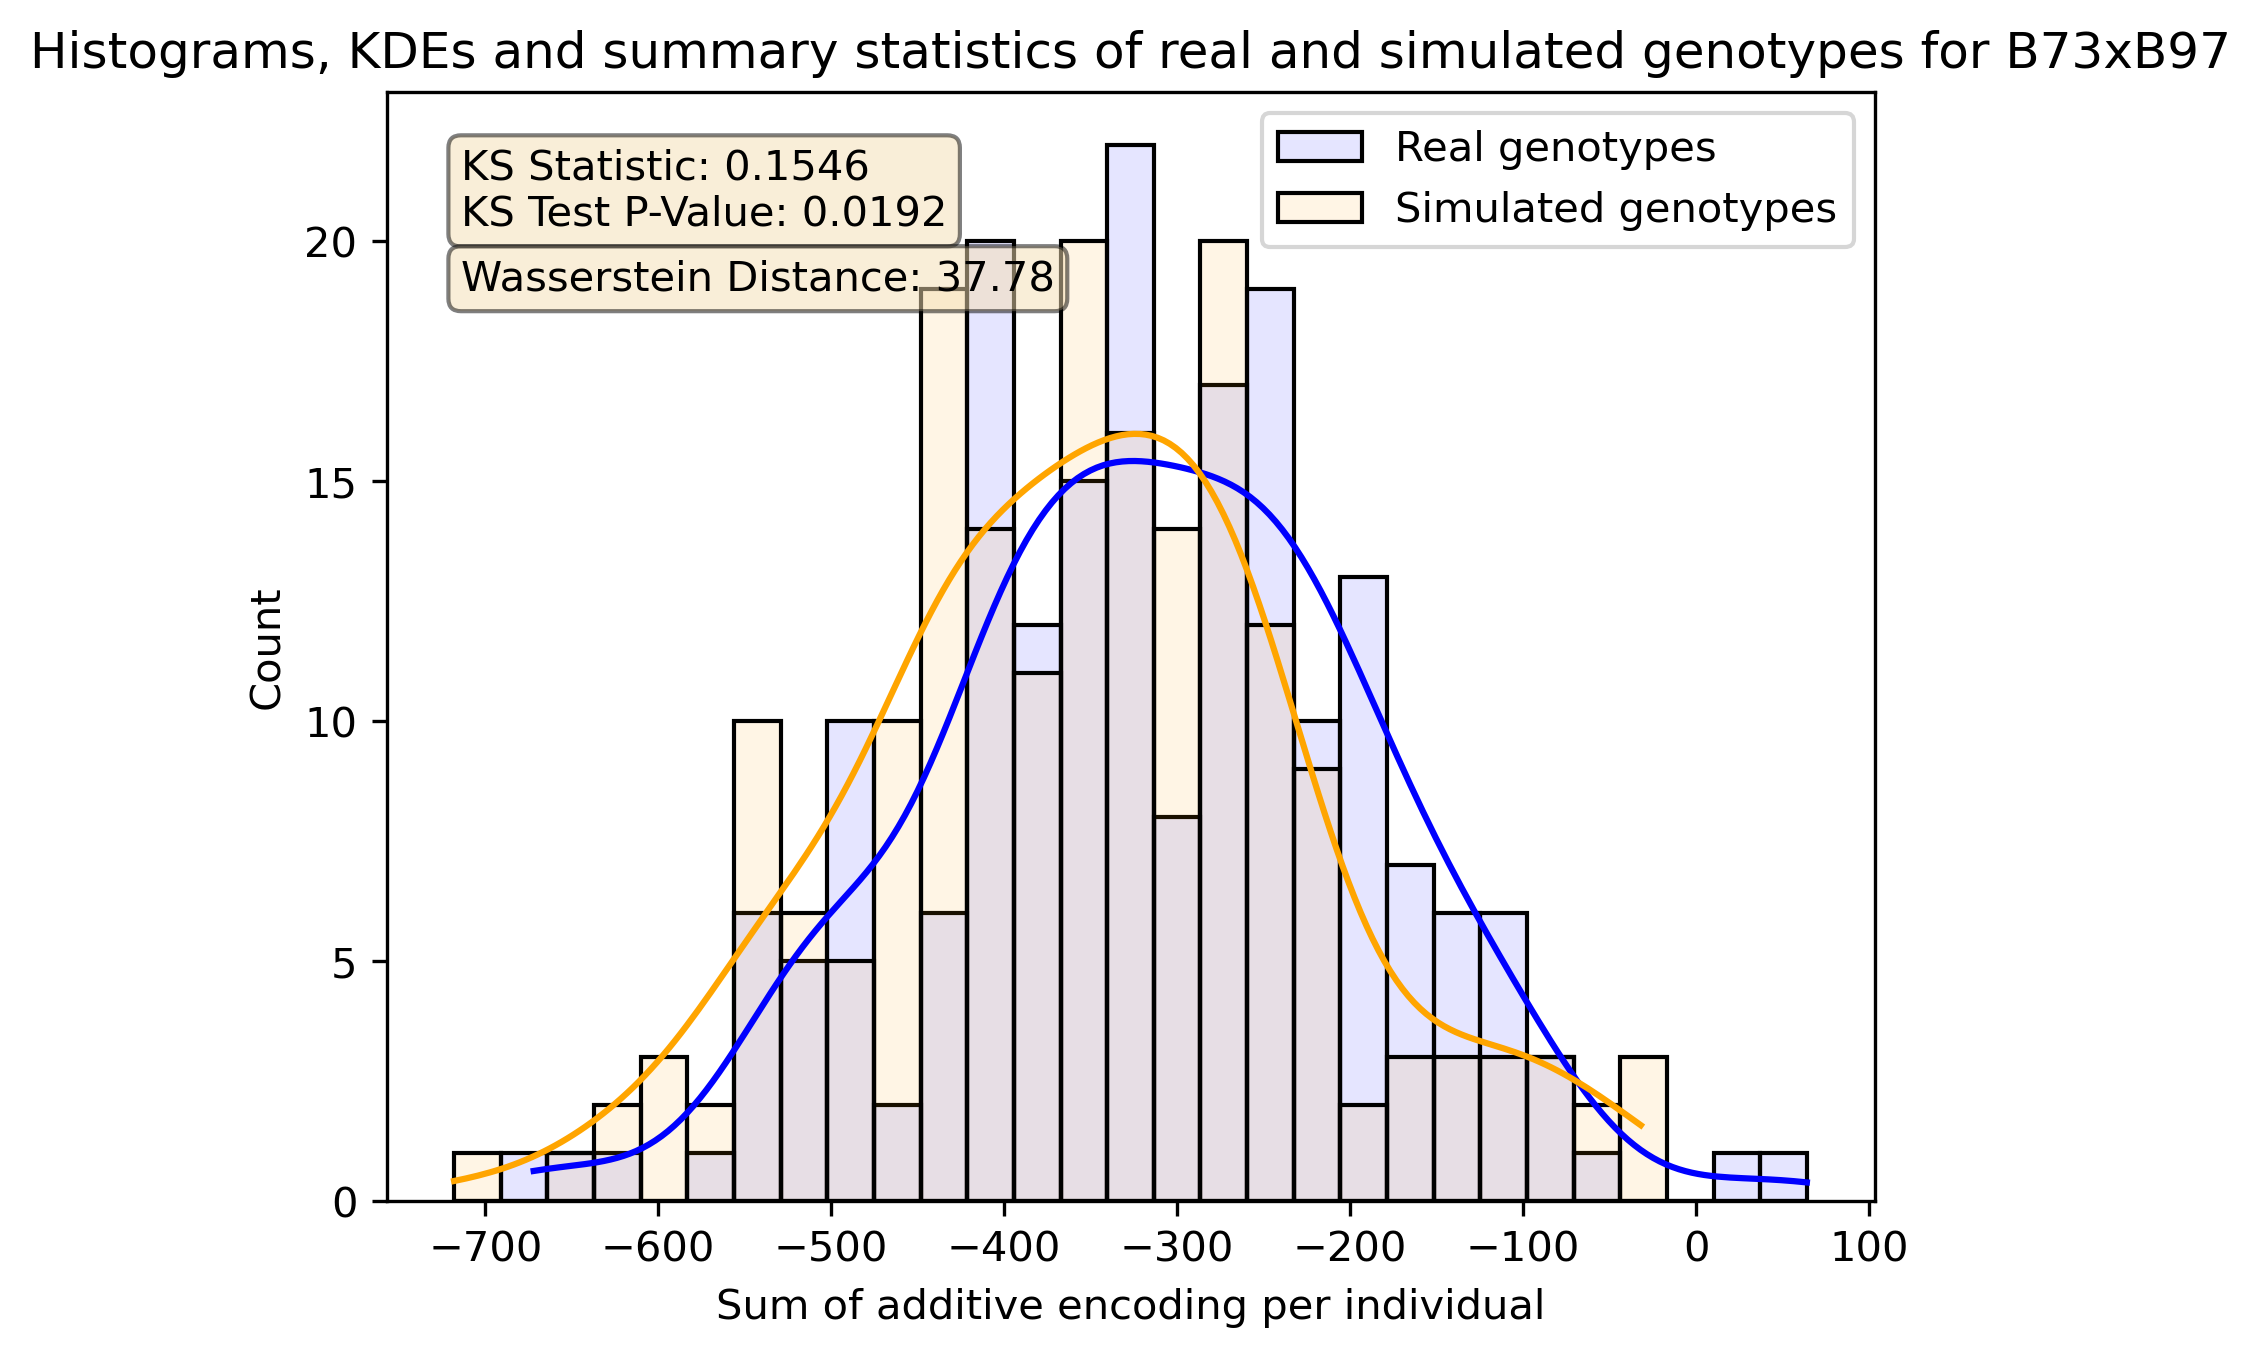 Histograms, KDEs and summary statistics of real and simulated genotypes for B73xB97
KS Statistic: 0.1546
KS Test P-Value: 0.0192
Wasserstein Distance: 37.78
Real genotypes
Simulated genotypes
Count
20
15
10
5
0
−700 −600 −500 −400 −300 −200 −100 0 100
Sum of additive encoding per individual